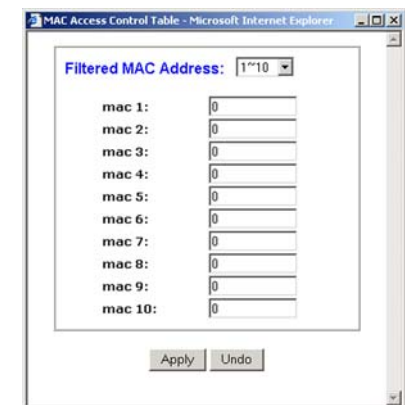 MAC Access Control Table - Microsoft Internet Explorer
Filtered MAC Address: 1~10
mac 1: 0
mac 2: 0
mac 3: 0
mac 4: 0
mac 5: 0
mac 6: 0
mac 7: 0
mac 8: 0
mac 9: 0
mac 10: 0
Apply Undo